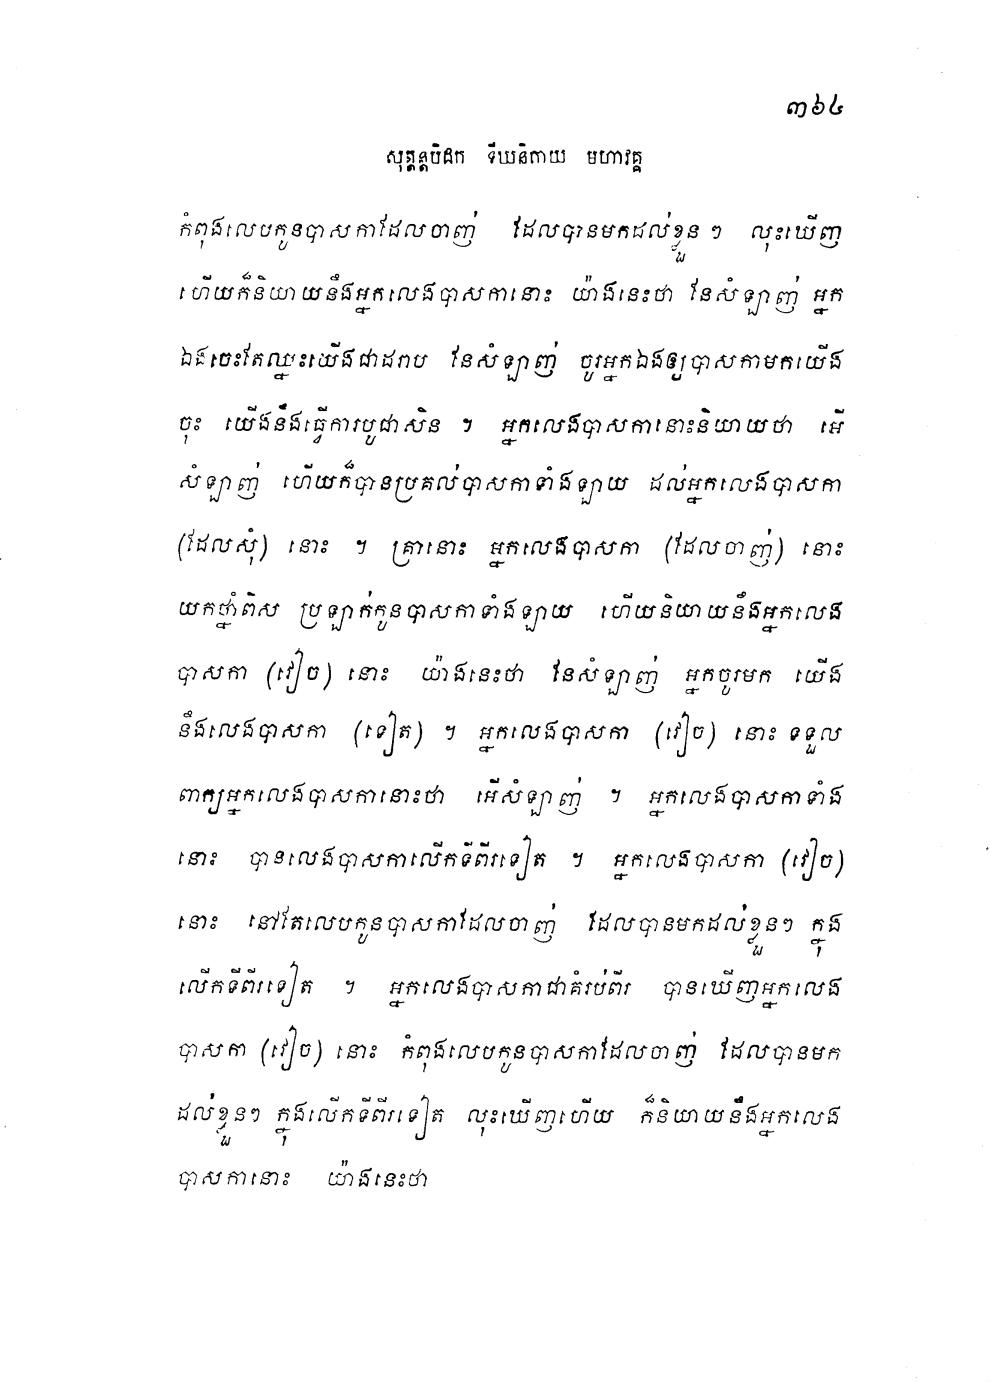 ៣៦៤
សុត្តន្តបិដក ទីឃនិកាយ មហាវគ្គ
កំពុងលេបកូនបាសកាដែលចាញ់ ដែលបានមកដល់ខ្លួនៗ លុះឃើញ
ហើយក៏និយាយនឹងអ្នកលេងបាសកានោះ យ៉ាងនេះថា នែសំឡាញ់ អ្នក
ឯងចេះតែឈ្នះយើងជាដរាប នែសំឡាញ់ ចូរអ្នកឯងឲ្យបាសកាមកយើង
ចុះ យើងនឹងធ្វើការបូជាសិន ។ អ្នកលេងបាសកានោះនិយាយថា អើ
សំឡាញ់ ហើយក៏បានប្រគល់បាសកាទាំងឡាយ ដល់អ្នកលេងបាសកា
(ដែលសុំ) នោះ ។ គ្រានោះ អ្នកលេងបាសកា (ដែលចាញ់) នោះ
យកថ្នាំពិស ប្រឡាក់កូនបាសកាទាំងឡាយ ហើយនិយាយនឹងអ្នកលេង
បាសកា (វៀច) នោះ យ៉ាងនេះថា នែសំឡាញ់ អ្នកចូរមក យើង
នឹងលេងបាសកា (ទៀត) ។ អ្នកលេងបាសកា (វៀច) នោះ ទទួល
ពាក្យអ្នកលេងបាសកានោះថា អើសំឡាញ់ ។ អ្នកលេងបាសកាទាំង
នោះ បានលេងបាសកាលើកទីពីរទៀត ។ អ្នកលេងបាសកា (វៀច)
នោះ នៅតែលេបកូនបាសកាដែលចាញ់ ដែលបានមកដល់ខ្លួនៗ ក្នុង
លើកទីពីរទៀត ។ អ្នកលេងបាសកាជាគំរប់ពីរ បានឃើញអ្នកលេង
បាសកា (វៀច) នោះ កំពុងលេបកូនបាសកាដែលចាញ់ ដែលបានមក
ដល់ខ្លួនៗ ក្នុងលើកទីពីរទៀត លុះឃើញហើយ ក៏និយាយនឹងអ្នកលេង
បាសកានោះ យ៉ាងនេះថា